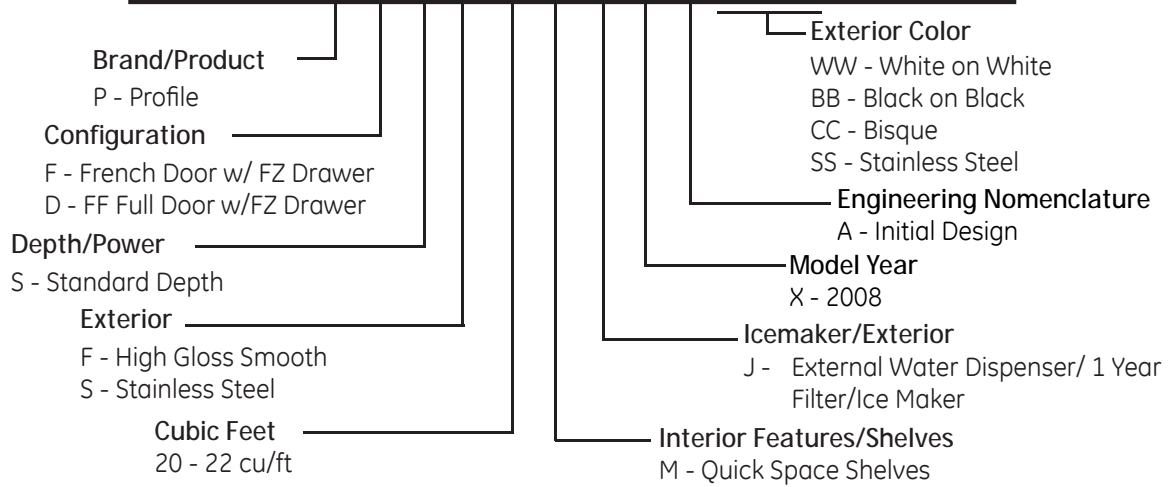 Brand/Product
P - Profile
Configuration
F - French Door w/ FZ Drawer
D - FF Full Door w/FZ Drawer
Depth/Power
S - Standard Depth
Exterior
F - High Gloss Smooth
S - Stainless Steel
Cubic Feet
20 - 22 cu/ft
Exterior Color
WW - White on White
BB - Black on Black
CC - Bisque
SS - Stainless Steel
Engineering Nomenclature
A - Initial Design
Model Year
X - 2008
Icemaker/Exterior
J - External Water Dispenser/ 1 Year
Filter/Ice Maker
Interior Features/Shelves
M - Quick Space Shelves